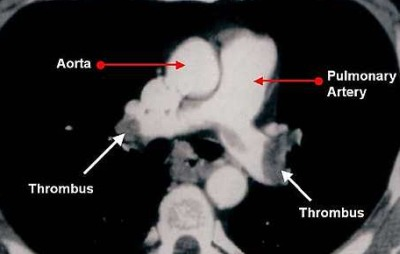 Aorta
Pulmonary
Artery
Thrombus
Thrombus